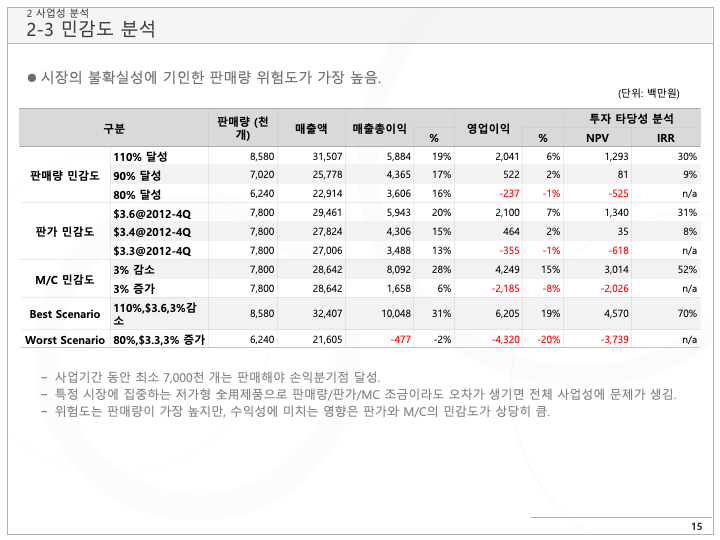 2 사업성 분석
2-3 민감도 분석
● 시장의 불확실성에 기인한 판매량 위험도가 가장 높음.
(단위: 백만원)
구분 판매량 (천개) 매출액 매출총이익 % 영업이익 % 투자 타당성 분석
NPV IRR
판매량 민감도
110% 달성 8,580 31,507 5,884 19% 2,041 6% 1,293 30%
90% 달성 7,020 25,778 4,365 17% 522 2% 81 9%
80% 달성 6,240 22,914 3,606 16% -237 -1% -525 n/a
판가 민감도
$3.6@2012-4Q 7,800 29,461 5,943 20% 2,100 7% 1,340 31%
$3.4@2012-4Q 7,800 27,824 4,306 15% 464 2% 35 8%
$3.3@2012-4Q 7,800 27,006 3,488 13% -355 -1% -618 n/a
M/C 민감도
3% 감소 7,800 28,642 8,092 28% 4,249 15% 3,014 52%
3% 증가 7,800 28,642 1,658 6% -2,185 -8% -2,026 n/a
Best Scenario 110%,$3.6,3%감소 8,580 32,407 10,048 31% 6,205 19% 4,570 70%
Worst Scenario 80%,$3.3,3% 증가 6,240 21,605 -477 -2% -4,320 -20% -3,739 n/a
– 사업기간 동안 최소 7,000천 개는 판매해야 손익분기점 달성.
– 특정 시장에 집중하는 저가형 全用제품으로 판매량/판가/MC 조금이라도 오차가 생기면 전체 사업성에 문제가 생김.
– 위험도는 판매량이 가장 높지만, 수익성에 미치는 영향은 판가와 M/C의 민감도가 상당히 큼.
15